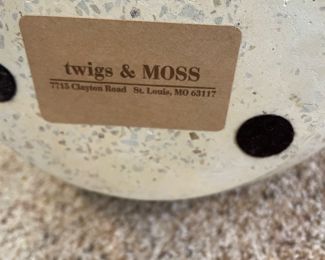 twigs & MOSS
7715 Clayton Road St. Louis, MO 63117